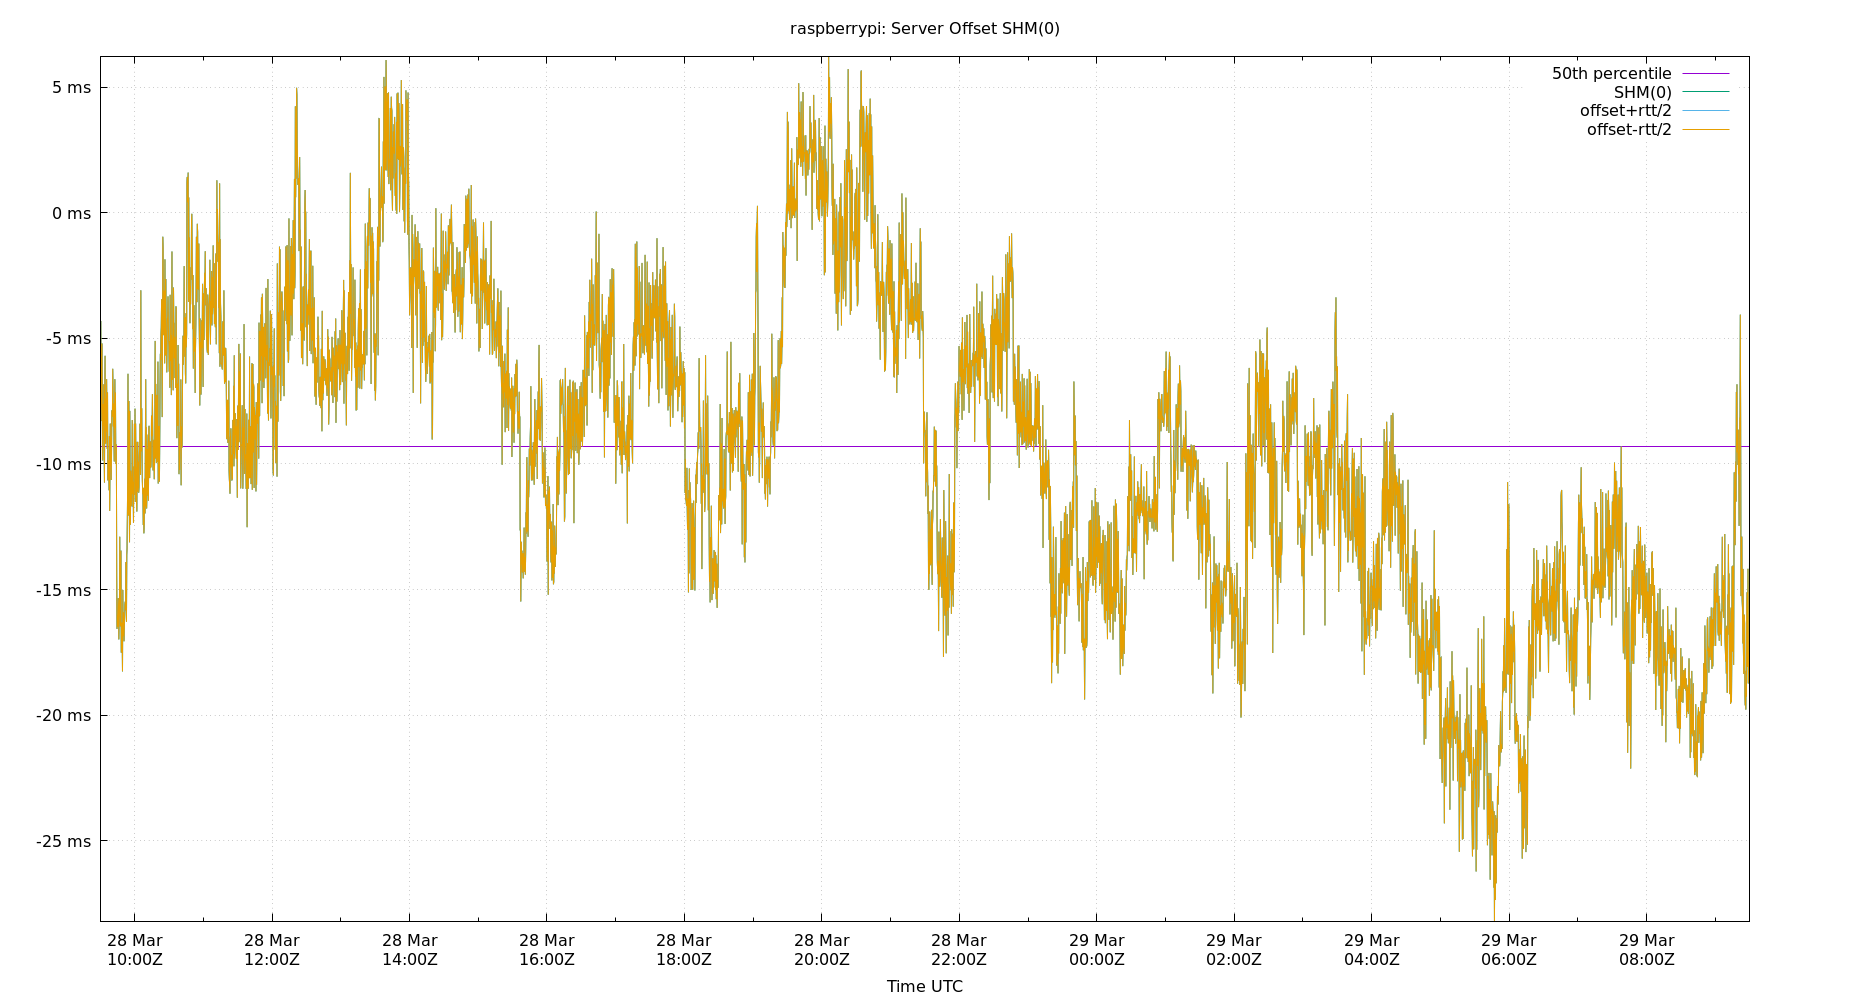 raspberrypi: Server Offset SHM(0)
50th percentile
SHM(0)
offset+rtt/2
offset-rtt/2
5 ms
0 ms
-5 ms
-10 ms
-15 ms
-20 ms
-25 ms
28 Mar 28 Mar 28 Mar 28 Mar 28 Mar 28 Mar 28 Mar 29 Mar 29 Mar 29 Mar 29 Mar 29 Mar
10:00Z 12:00Z 14:00Z 16:00Z 18:00Z 20:00Z 22:00Z 00:00Z 02:00Z 04:00Z 06:00Z 08:00Z
Time UTC